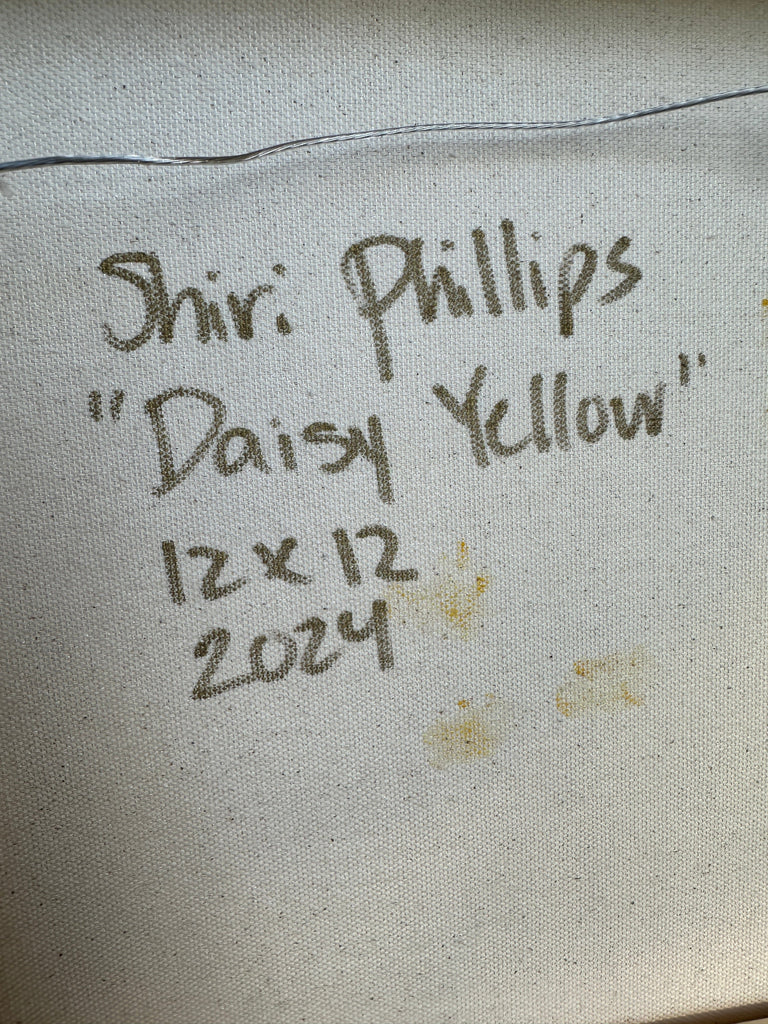 Shiri Phillips
"Daisy Yellow"
12 x 12
2024